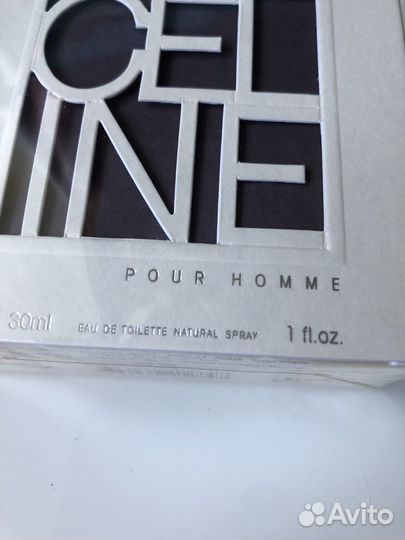 CEL
INE
POUR HOMME
30ml EAU DE TOILETTE NATURAL SPRAY 1 fl.oz.
Avito